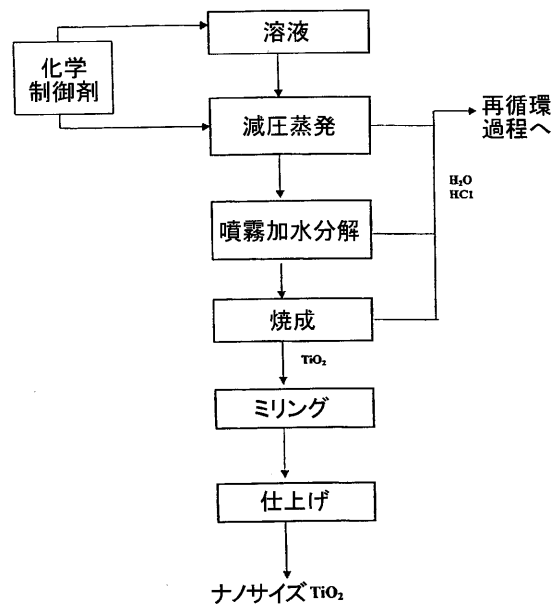 溶液
化学
制御剤
減圧蒸発
再循環
過程へ
H₂O
HCl
噴霧加水分解
焼成
TiO₂
ミリング
仕上げ
ナノサイズ TiO₂